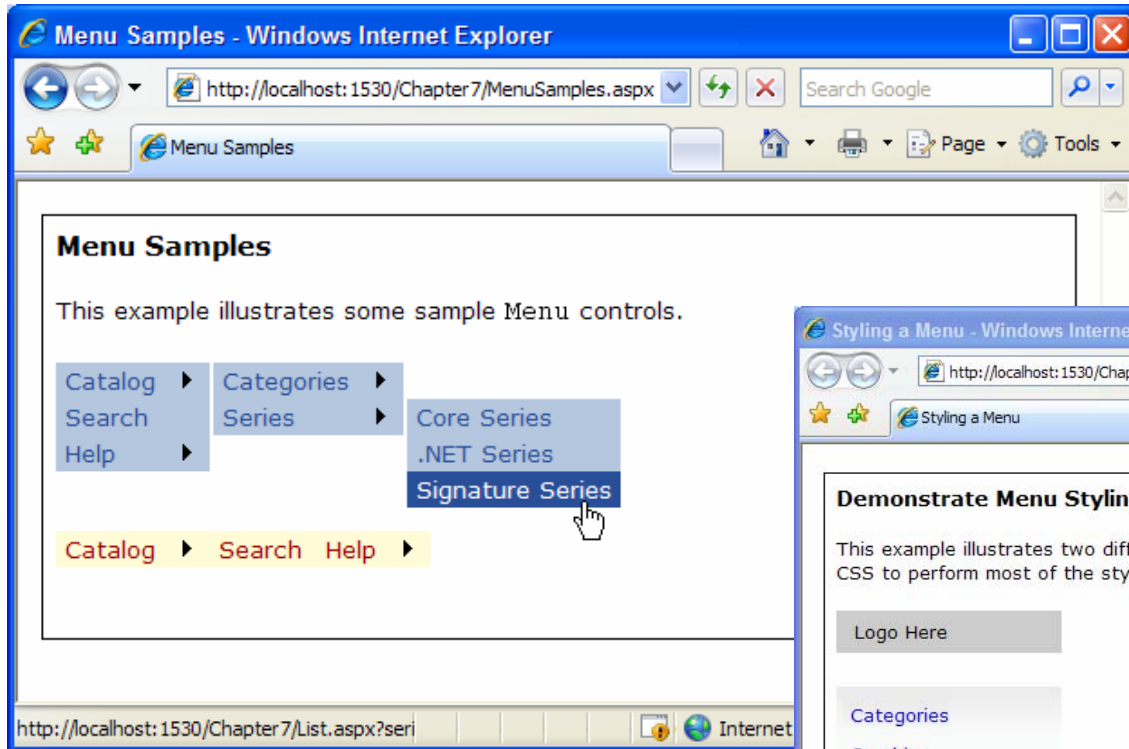 Menu Samples - Windows Internet Explorer
http://localhost:1530/Chapter7/MenuSamples.aspx
Search Google
Menu Samples
Page
Tools
Menu Samples
This example illustrates some sample Menu controls.
Catalog
Search
Help
Categories
Series
Core Series
.NET Series
Signature Series
Catalog Search Help
http://localhost:1530/Chapter7/List.aspx?seri
Internet
Styling a Menu - Windows Interne
http://localhost:1530/Chap
Styling a Menu
Demonstrate Menu Stylin
This example illustrates two diff
CSS to perform most of the sty
Logo Here
Categories